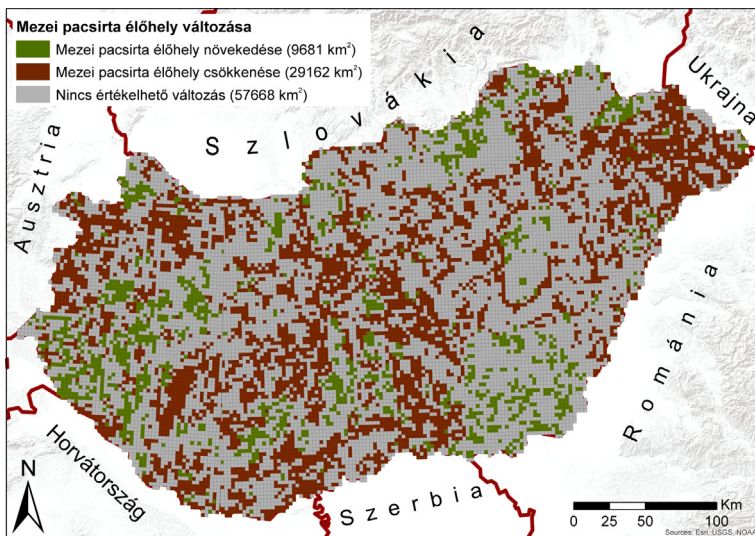 Mezei pacsirta élőhely változása
Mezei pacsirta élőhely növekedése (9681 km²)
Mezei pacsirta élőhely csökkenése (29162 km²)
Nincs értékelhető változás (57668 km²)
Ausztria
Szlovákia
Ukrajna
Románia
Szerbia
Horvátország
N
Km
0 25 50 100
Sources: Esri, USGS, NOAA